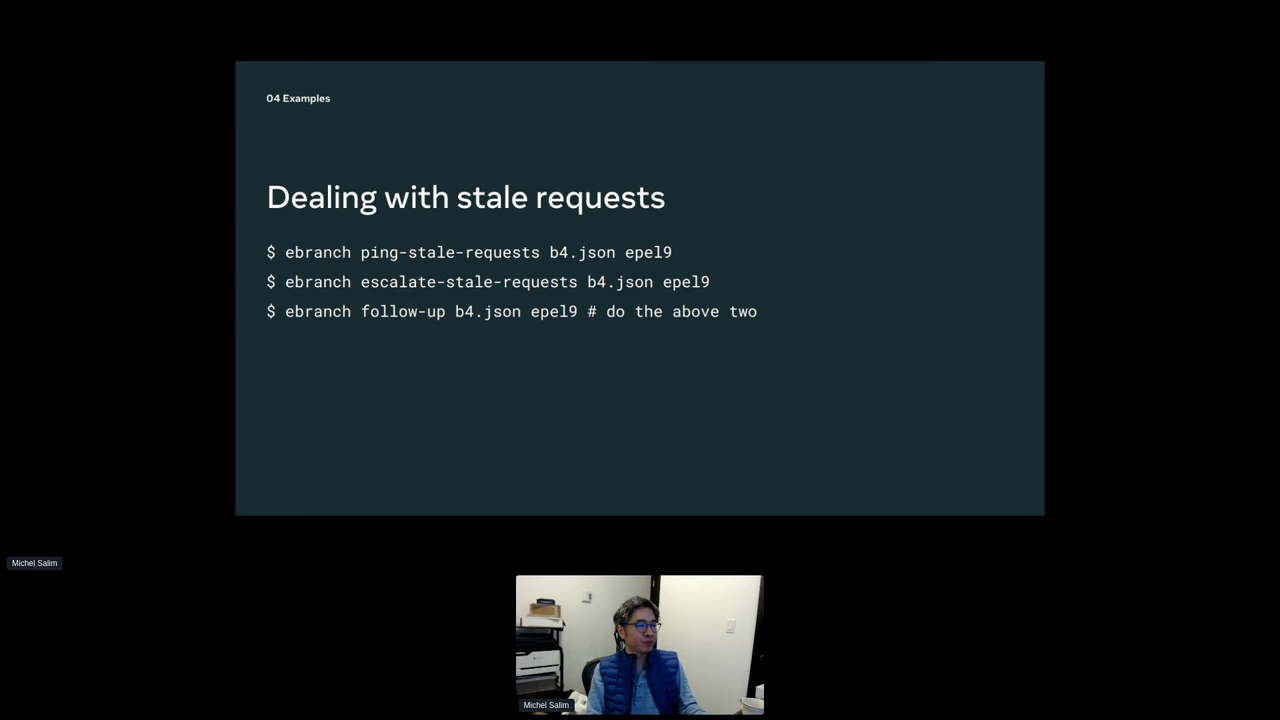 04 Examples
Dealing with stale requests
$ ebranch ping-stale-requests b4.json epel9
$ ebranch escalate-stale-requests b4.json epel9
$ ebranch follow-up b4.json epel9 # do the above two
Michel Salim
Michel Salim